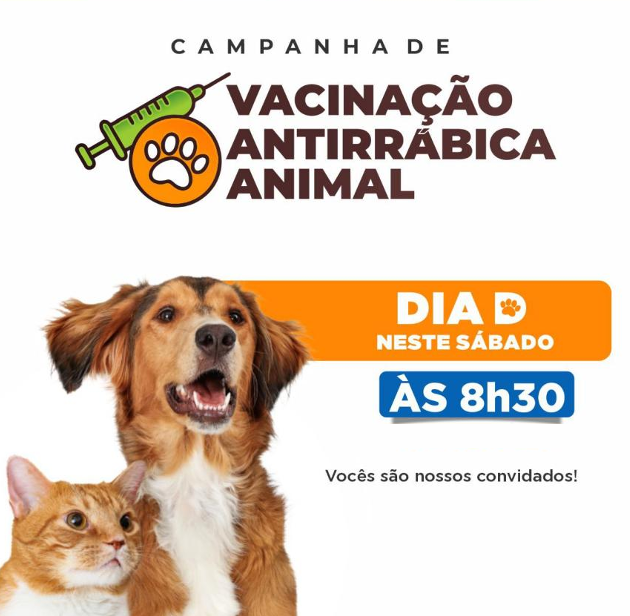 CAMPANHA DE
VACINAÇÃO
ANTIRRÁBICA
ANIMAL
DIA D
NESTE SÁBADO
ÀS 8h30
Vocês são nossos convidados!